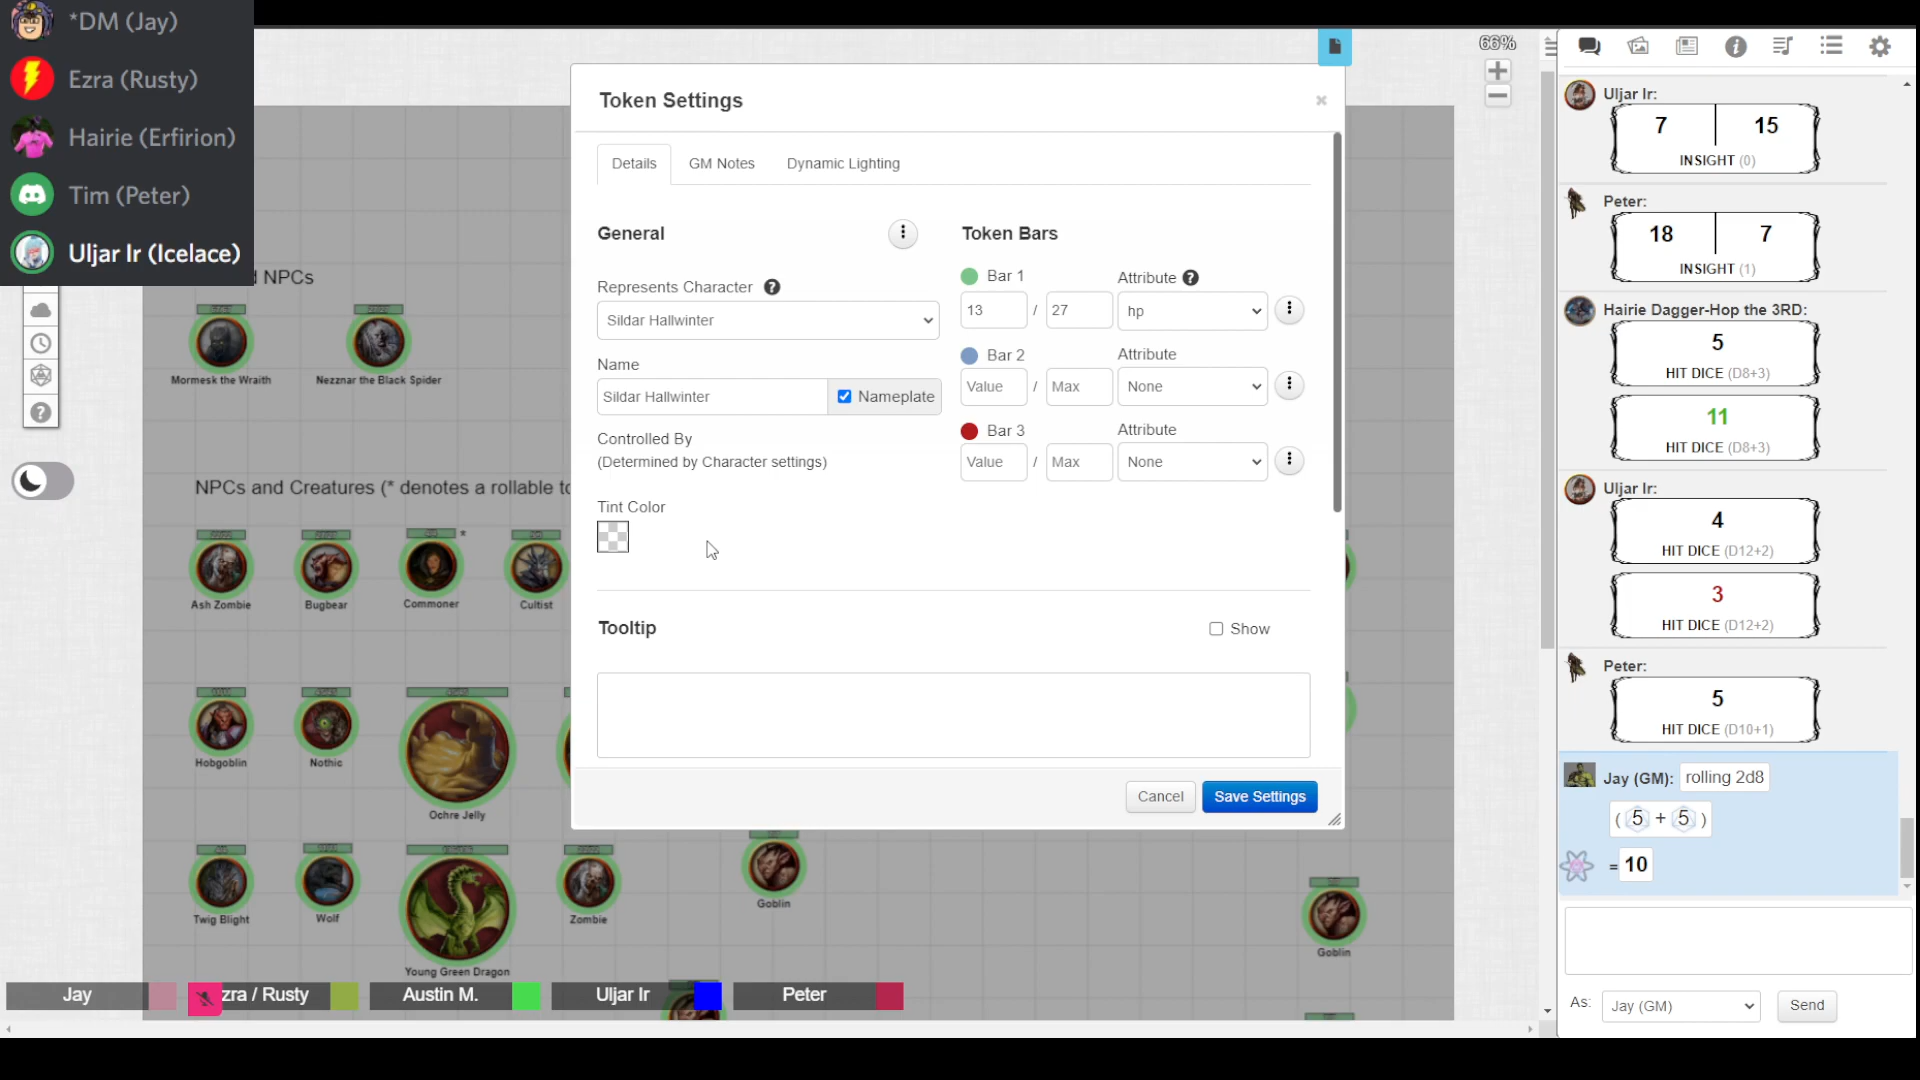 *DM (Jay)
Ezra (Rusty)
Hairie (Erfirion)
Tim (Peter)
Uljar Ir (Icelace)
NPCs
Mormesk the Wraith
Nezznar the Black Spider
NPCs and Creatures (* denotes a rollable to
*
Ash Zombie
Bugbear
Commoner
Cultist
Hobgoblin
Nothic
Ochre Jelly
Twig Blight
Wolf
Young Green Dragon
Zombie
Goblin
Goblin
Token Settings
×
Details
GM Notes
Dynamic Lighting
General
Represents Character ?
Sildar Hallwinter
Name
Sildar Hallwinter
Nameplate
Controlled By
(Determined by Character settings)
Tint Color
Token Bars
Bar 1
Attribute ?
13 / 27
hp
Bar 2
Attribute
Value / Max
None
Bar 3
Attribute
Value / Max
None
Tooltip
Show
Cancel
Save Settings
66%
Uljar Ir:
7 15
INSIGHT (0)
Peter:
18 7
INSIGHT (1)
Hairie Dagger-Hop the 3RD:
5
HIT DICE (D8+3)
11
HIT DICE (D8+3)
Uljar Ir:
4
HIT DICE (D12+2)
3
HIT DICE (D12+2)
Peter:
5
HIT DICE (D10+1)
Jay (GM): rolling 2d8
(5 + 5)
=10
As: Jay (GM)
Send
Jay
zra / Rusty
Austin M.
Uljar Ir
Peter